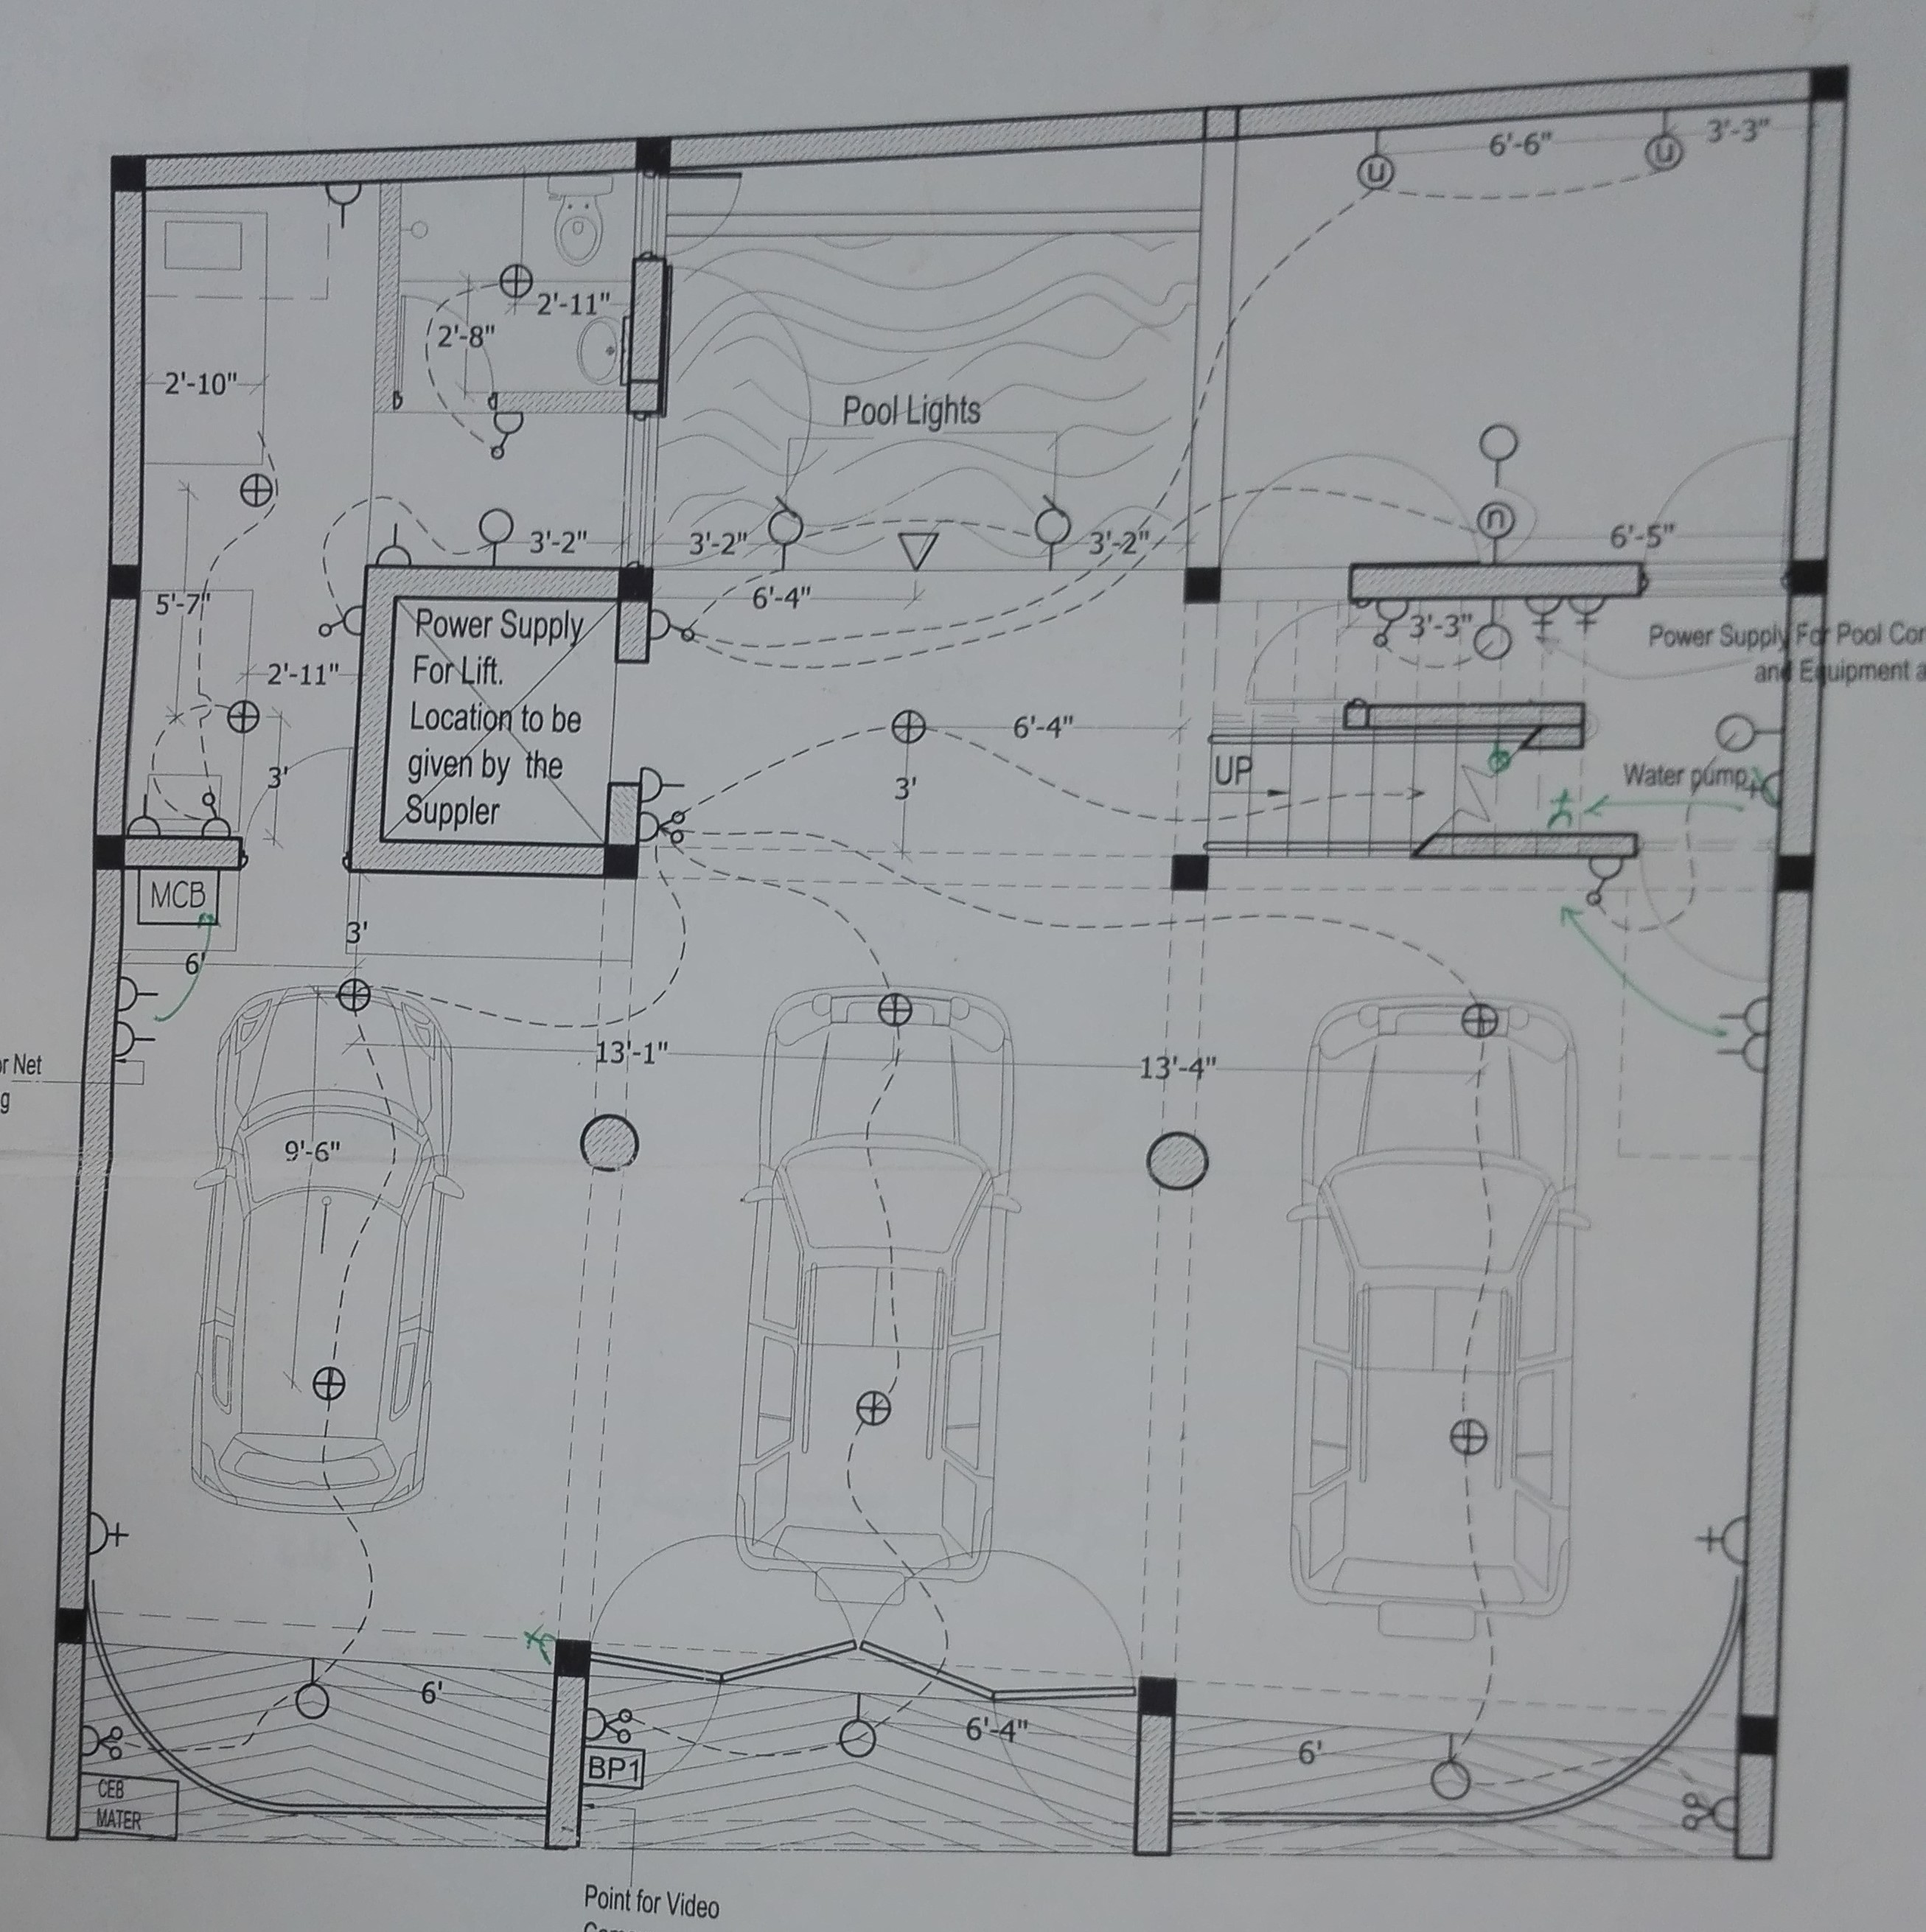 6'-6"
3'-3"
U
U
2'-11"
2'-8"
2'-10"
Pool Lights
n
3'-2"
3'-2"
3'-2"
6'-5"
5'-7"
6'-4"
Power Supply
For Lift.
Location to be
given by the
Suppler
3'-3"
Power Supply For Pool Con
and Equipment a
2'-11"
6'-4"
3'
3'
UP
Water pump
MCB
3'
6'
13'-1"
13'-4"
or Net
g
9'-6"
6'
6'-4"
6'
BP1
CEB
MATER
Point for Video